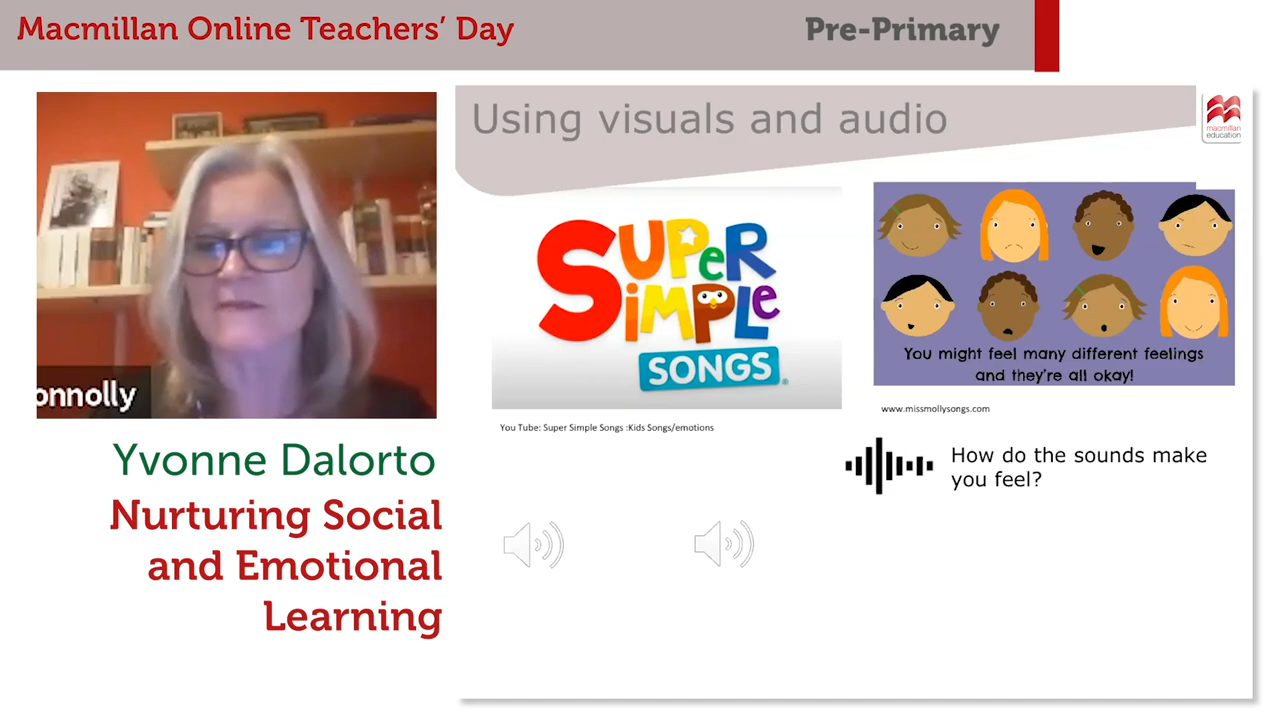 Macmillan Online Teachers' Day
Pre-Primary
onnolly
Yvonne Dalorto
Nurturing Social
and Emotional
Learning
Using visuals and audio
macmillan
education
SUPER
SIMPLE
SONGS
You Tube: Super Simple Songs :Kids Songs/emotions
You might feel many different feelings
and they're all okay!
www.missmollysongs.com
How do the sounds make
you feel?